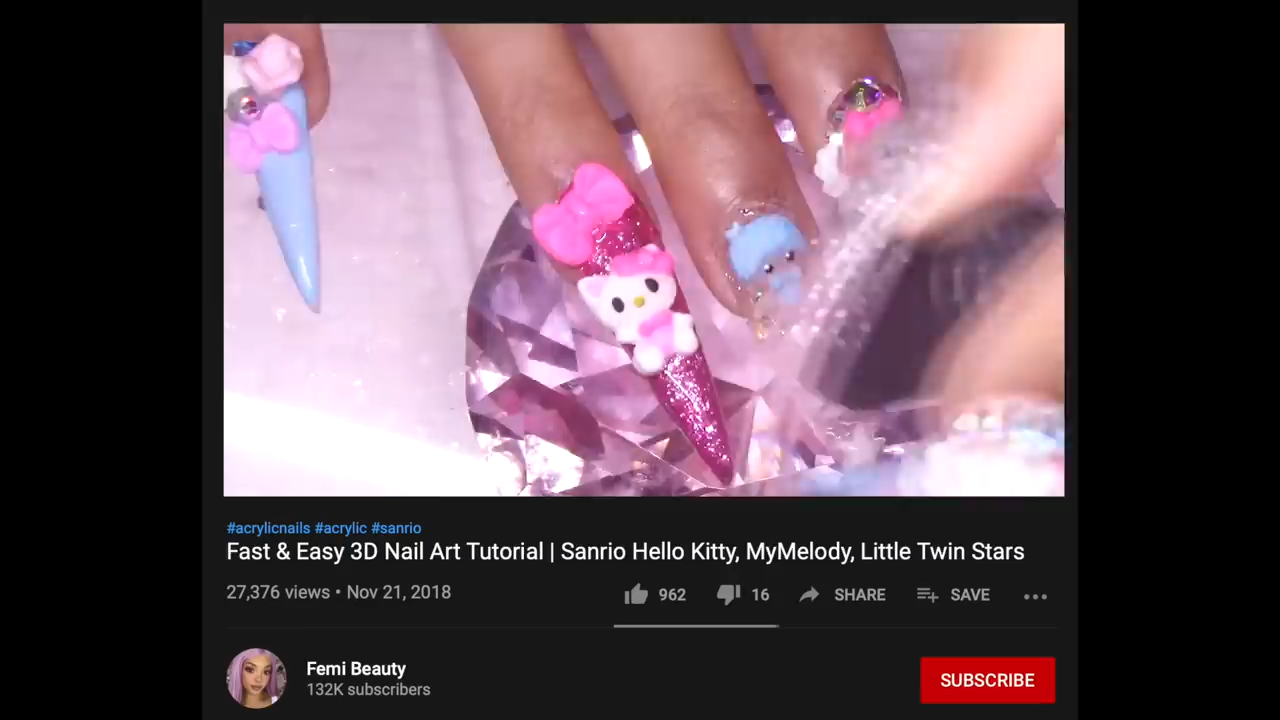 #acrylicnails #acrylic #sanrio
Fast & Easy 3D Nail Art Tutorial | Sanrio Hello Kitty, MyMelody, Little Twin Stars
27,376 views • Nov 21, 2018 962 16 SHARE SAVE
Femi Beauty
132K subscribers
SUBSCRIBE